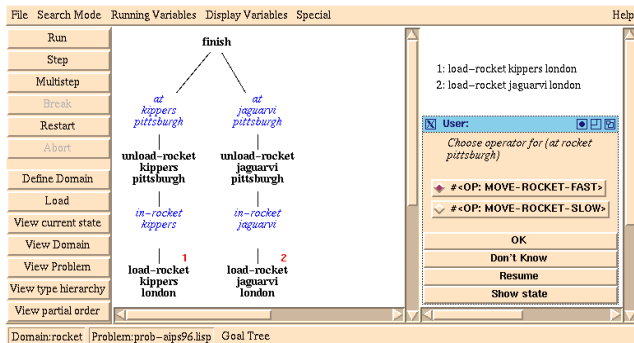 File Search Mode Running Variables Display Variables Special Help
Run
Step
Multistep
Break
Restart
Abort
Define Domain
Load
View current state
View Domain
View Problem
View type hierarchy
View partial order
finish
at at
kippers jaguarvi
pittsburgh pittsburgh
unload-rocket unload-rocket
kippers jaguarvi
pittsburgh pittsburgh
in-rocket in-rocket
kippers jaguarvi
1 2
load-rocket load-rocket
kippers jaguarvi
london london
1: load-rocket kippers london
2: load-rocket jaguarvi london
X User:
Choose operator for (at rocket
pittsburgh)
#<OP: MOVE-ROCKET-FAST>
#<OP: MOVE-ROCKET-SLOW>
OK
Don't Know
Resume
Show state
Domain:rocket Problem:prob-aips96.lisp Goal Tree